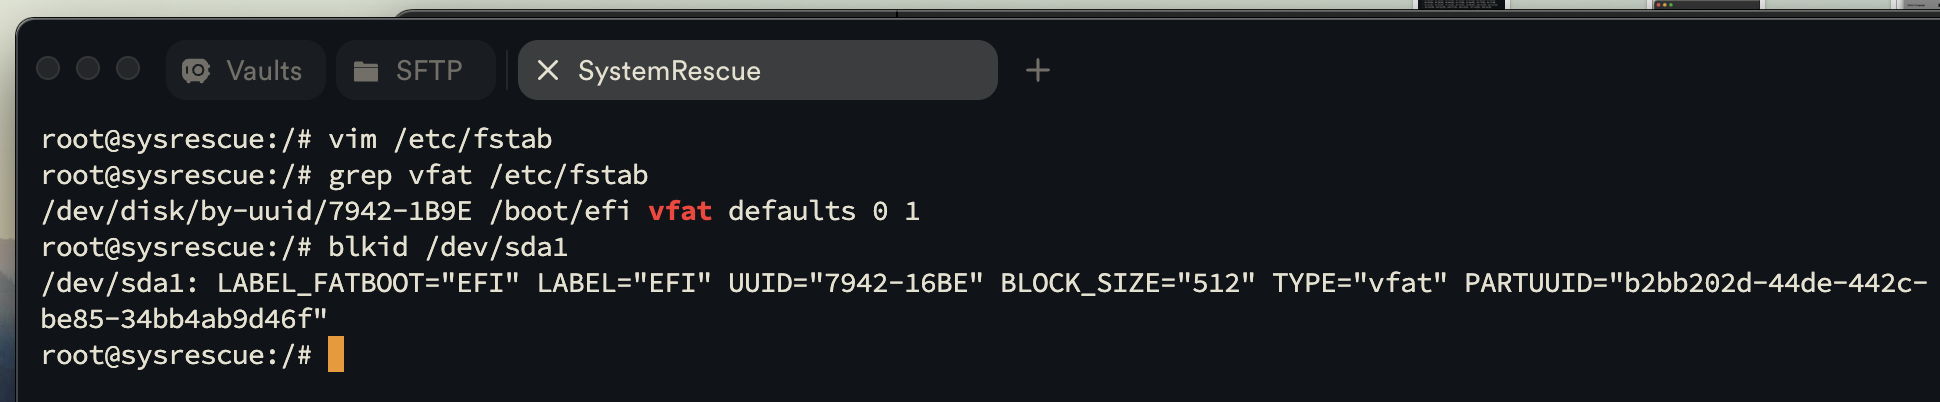 Vaults SFTP SystemRescue
root@sysrescue:/# vim /etc/fstab
root@sysrescue:/# grep vfat /etc/fstab
/dev/disk/by-uuid/7942-1B9E /boot/efi vfat defaults 0 1
root@sysrescue:/# blkid /dev/sda1
/dev/sda1: LABEL_FATBOOT="EFI" LABEL="EFI" UUID="7942-16BE" BLOCK_SIZE="512" TYPE="vfat" PARTUUID="b2bb202d-44de-442c-
be85-34bb4ab9d46f"
root@sysrescue:/#